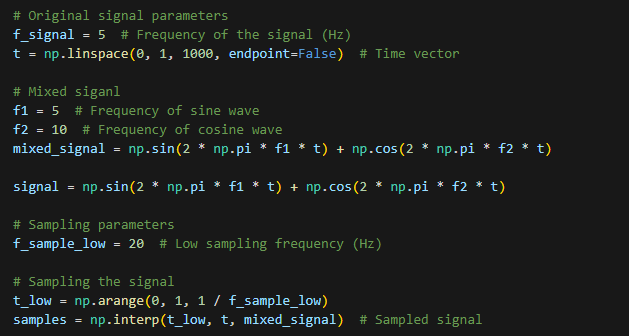 # Original signal parameters
f_signal = 5  # Frequency of the signal (Hz)
t = np.linspace(0, 1, 1000, endpoint=False)  # Time vector
# Mixed siganl
f1 = 5  # Frequency of sine wave
f2 = 10  # Frequency of cosine wave
mixed_signal = np.sin(2 * np.pi * f1 * t) + np.cos(2 * np.pi * f2 * t)
signal = np.sin(2 * np.pi * f1 * t) + np.cos(2 * np.pi * f2 * t)
# Sampling parameters
f_sample_low = 20  # Low sampling frequency (Hz)
# Sampling the signal
t_low = np.arange(0, 1, 1 / f_sample_low)
samples = np.interp(t_low, t, mixed_signal)  # Sampled signal